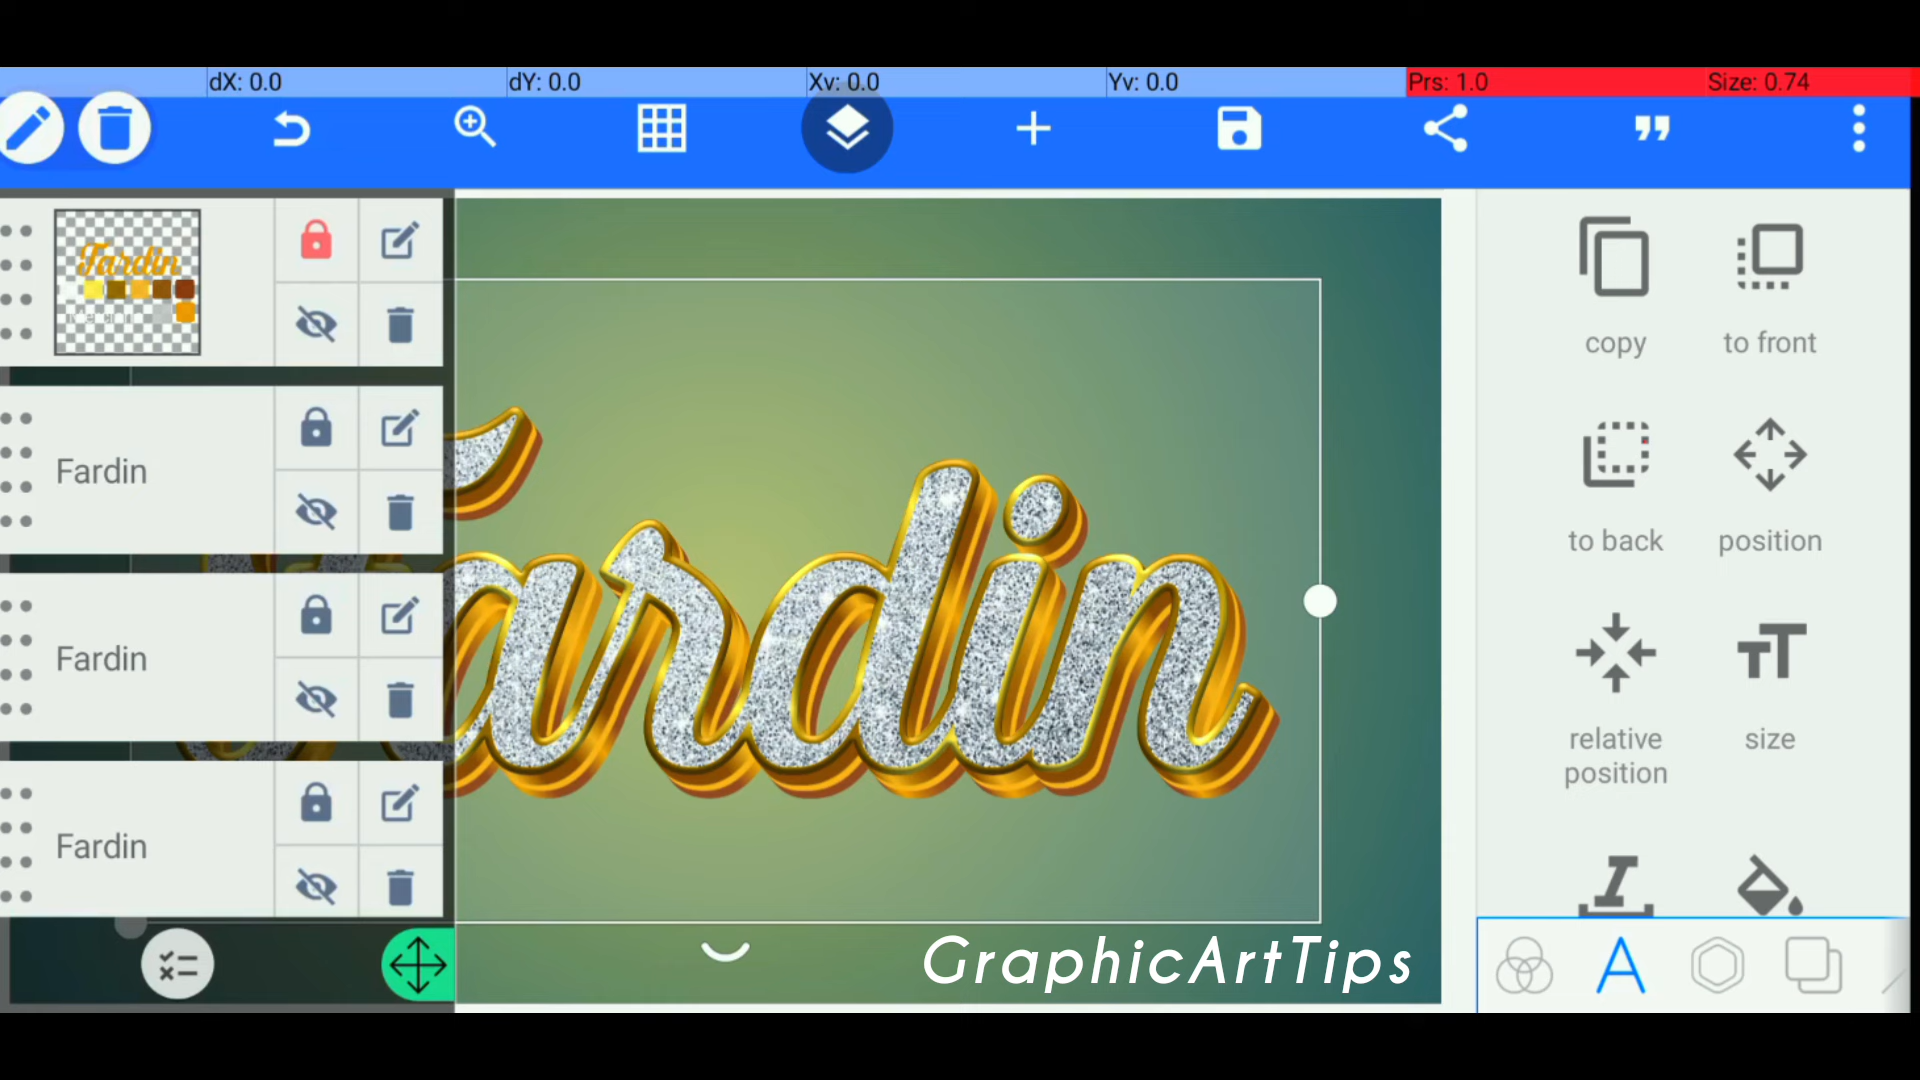 dX: 0.0 dY: 0.0 Xv: 0.0 Yv: 0.0 Prs: 1.0 Size: 0.74
Fardin
Fardin
Fardin
Fardin
Fardin
copy
to front
to back
position
relative
position
size
GraphicArtTips